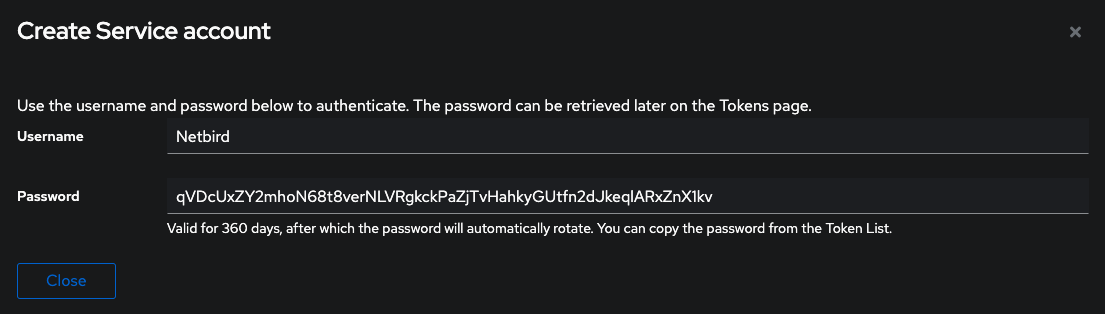 Create Service account
Use the username and password below to authenticate. The password can be retrieved later on the Tokens page.
Username
Netbird
Password
qVDcUxZY2mhoN68t8verNLVRgkckPaZjTvHahkyGUtfn2dJkeqlARxZnX1kv
Valid for 360 days, after which the password will automatically rotate. You can copy the password from the Token List.
Close